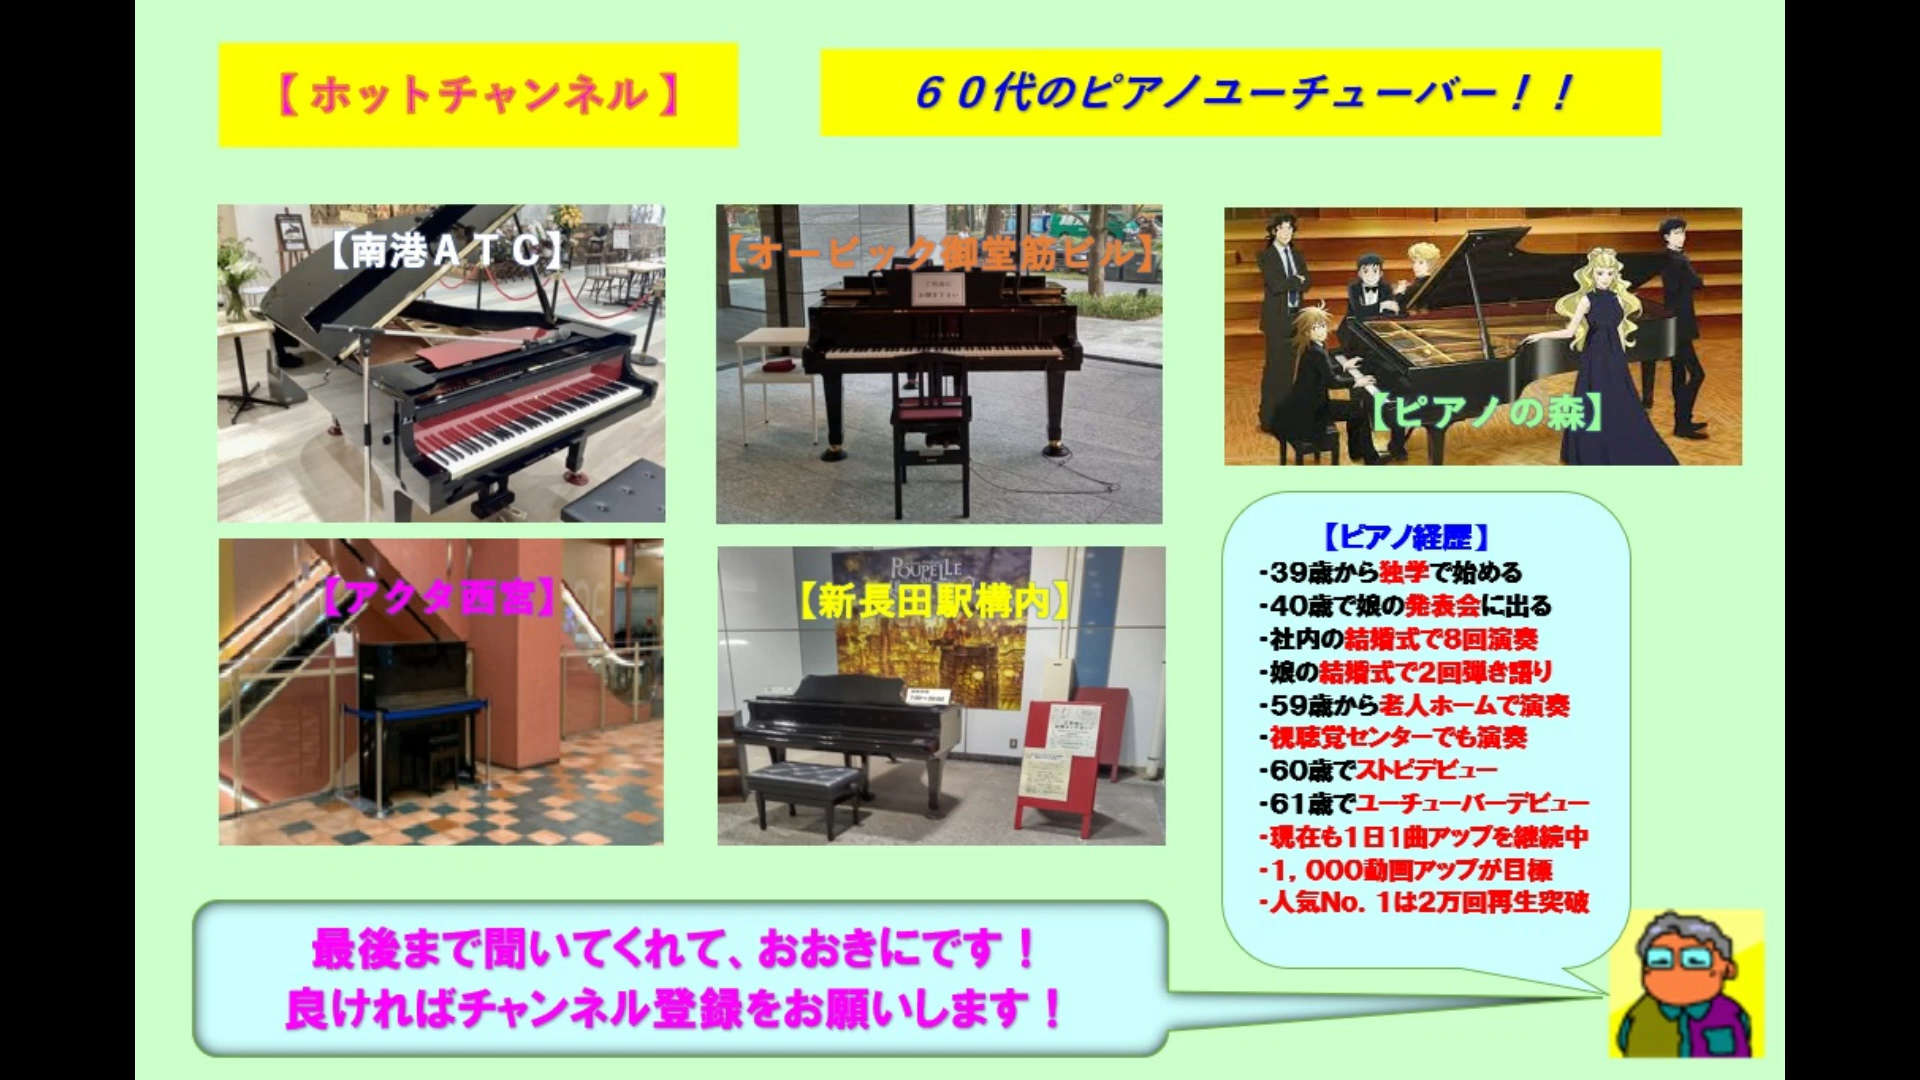 【ホットチャンネル】
６０代のピアノユーチューバー！！
【南港ＡＴＣ】
【オービック御堂筋ビル】
【ピアノの森】
【アクタ西宮】
POUPELLE
【新長田駅構内】
【ピアノ経歴】
・39歳から独学で始める
・40歳で娘の発表会に出る
・社内の結婚式で8回演奏
・娘の結婚式で2回弾き語り
・59歳から老人ホームで演奏
・視聴覚センターでも演奏
・60歳でストピデビュー
・61歳でユーチューバーデビュー
・現在も1日1曲アップを継続中
・1，000動画アップが目標
・人気No．1は2万回再生突破
最後まで聞いてくれて、おおきにです！
良ければチャンネル登録をお願いします！